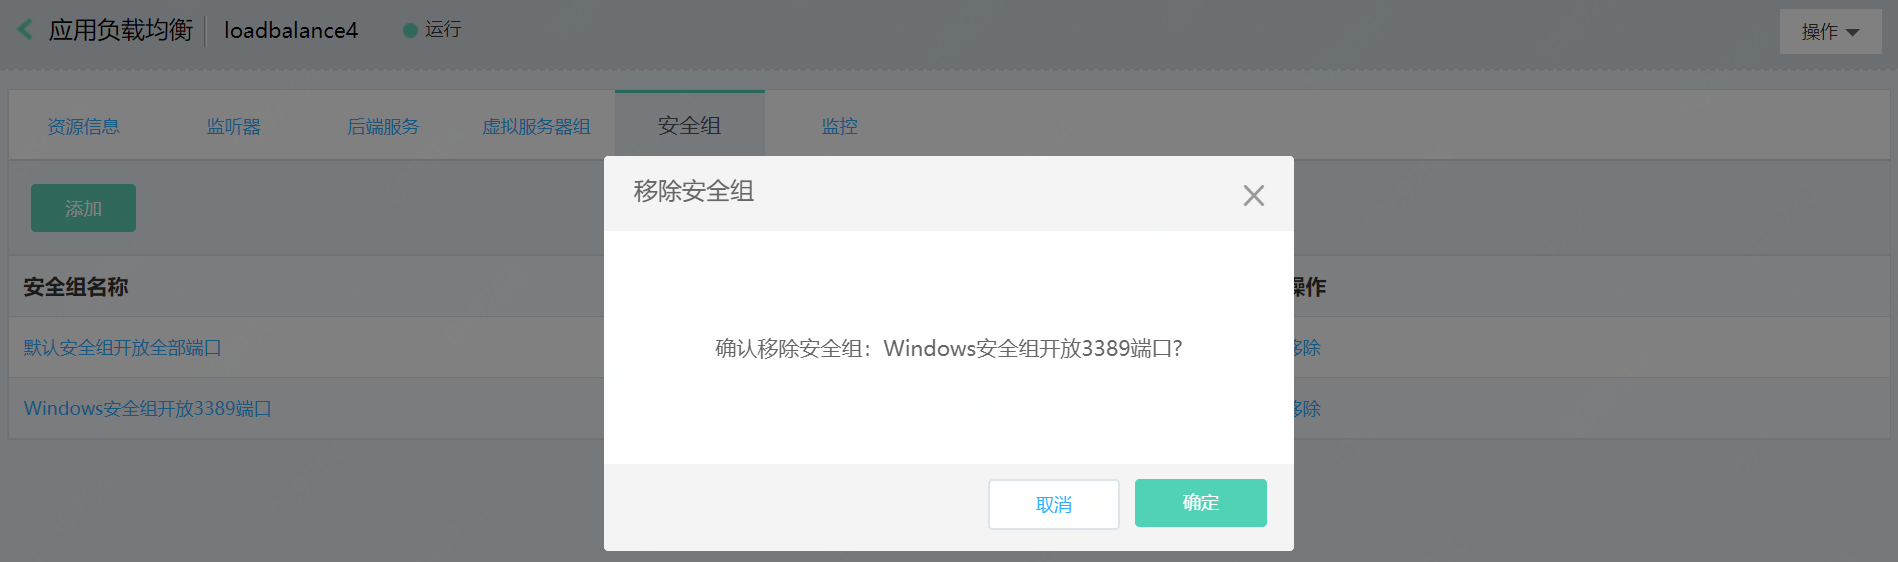 应用负载均衡 loadbalance4 运行 操作
资源信息 监听器 后端服务 虚拟服务器组 安全组 监控
移除安全组
添加
安全组名称 操作
确认移除安全组：Windows安全组开放3389端口?
默认安全组开放全部端口 移除
Windows安全组开放3389端口 移除
取消 确定